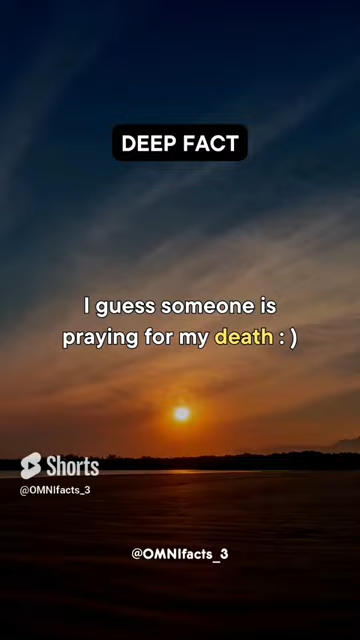 DEEP FACT
I guess someone is
praying for my death : )
Shorts
@OMNIfacts_3
@OMNIfacts_3